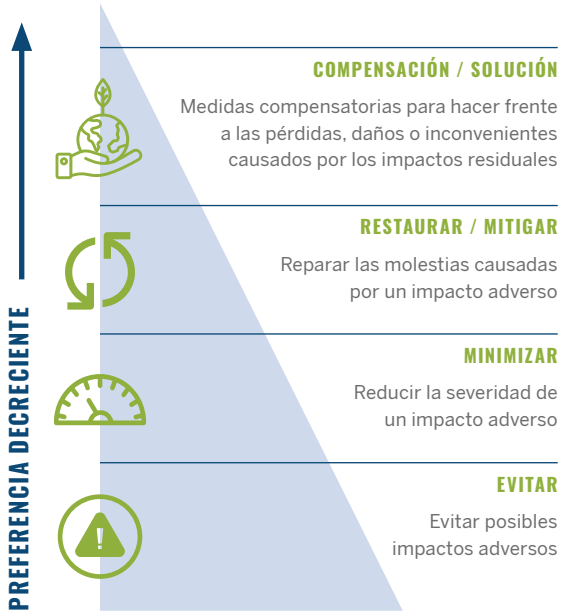 COMPENSACIÓN / SOLUCIÓN
Medidas compensatorias para hacer frente
a las pérdidas, daños o inconvenientes
causados por los impactos residuales
RESTAURAR / MITIGAR
Reparar las molestias causadas
por un impacto adverso
MINIMIZAR
Reducir la severidad de
un impacto adverso
EVITAR
Evitar posibles
impactos adversos
PREFERENCIA DECRECIENTE